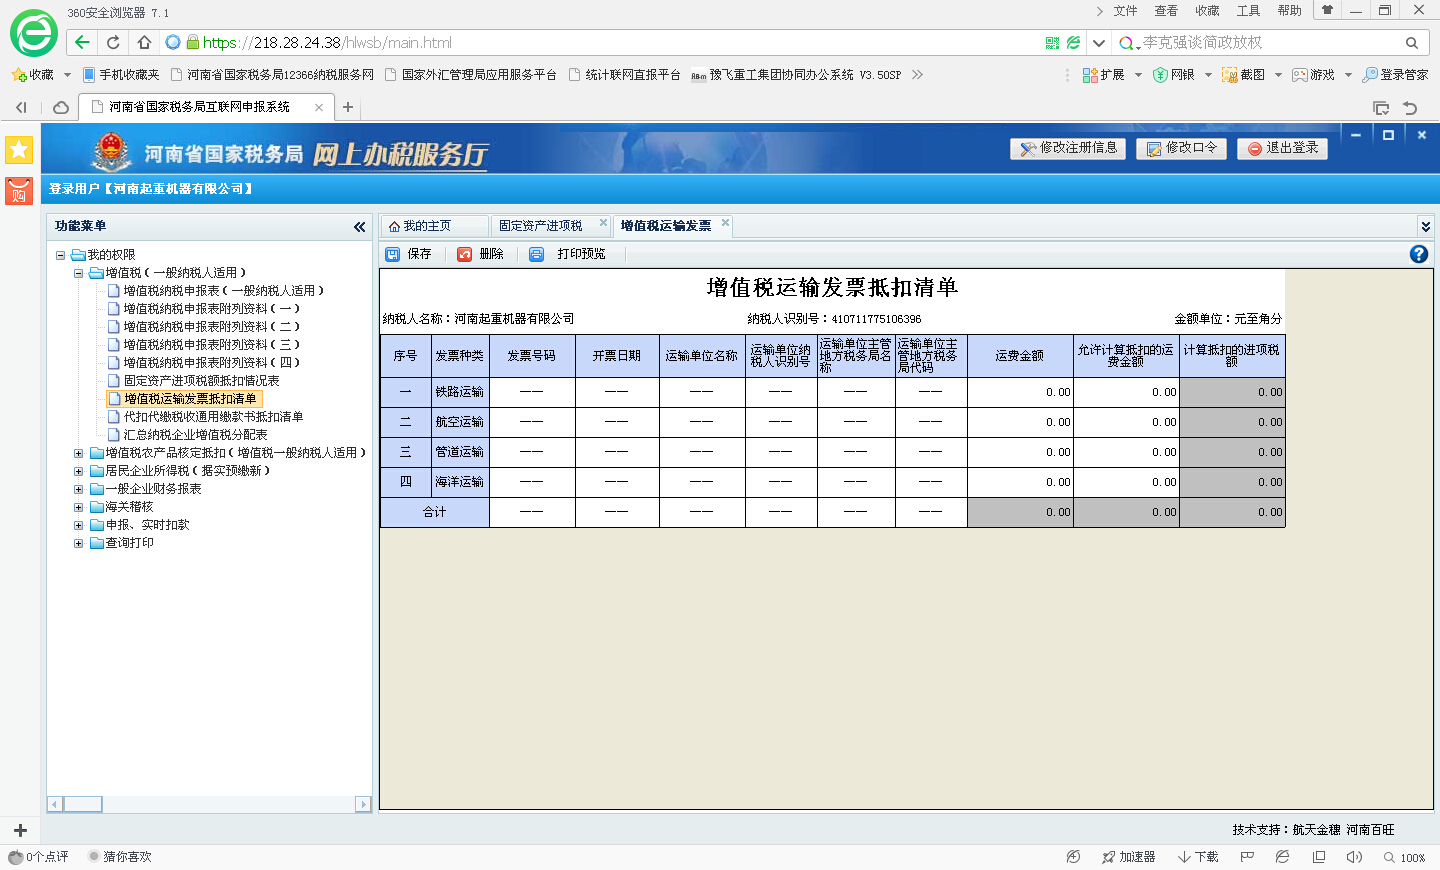 360安全浏览器 7.1
文件 查看 收藏 工具 帮助
https://218.28.24.38/hlwsb/main.html
李克强谈简政放权
收藏 手机收藏夹 河南省国家税务局12366纳税服务网 国家外汇管理局应用服务平台 统计联网直报平台 豫飞重工集团协同办公系统 V3.50SP
扩展 网银 截图 游戏 登录管家
河南省国家税务局互联网申报系统
购
河南省国家税务局 网上办税服务厅
修改注册信息 修改口令 退出登录
登录用户【河南起重机器有限公司】
功能菜单
我的主页 固定资产进项税 增值税运输发票
保存 删除 打印预览
我的权限
增值税(一般纳税人适用)
增值税纳税申报表(一般纳税人适用)
增值税纳税申报表附列资料(一)
增值税纳税申报表附列资料(二)
增值税纳税申报表附列资料(三)
增值税纳税申报表附列资料(四)
固定资产进项税额抵扣情况表
增值税运输发票抵扣清单
代扣代缴税收通用缴款书抵扣清单
汇总纳税企业增值税分配表
增值税农产品核定抵扣(增值税一般纳税人适用)
居民企业所得税(据实预缴新)
一般企业财务报表
海关稽核
申报、实时扣款
查询打印
增值税运输发票抵扣清单
纳税人名称：河南起重机器有限公司 纳税人识别号：410711775106396 金额单位：元至角分
序号 发票种类 发票号码 开票日期 运输单位名称 运输单位纳税人识别号 运输单位主管地方税务局名称 运输单位主管地方税务局代码 运费金额 允许计算抵扣的运费金额 计算抵扣的进项税额
一 铁路运输 —— —— —— —— —— —— 0.00 0.00 0.00
二 航空运输 —— —— —— —— —— —— 0.00 0.00 0.00
三 管道运输 —— —— —— —— —— —— 0.00 0.00 0.00
四 海洋运输 —— —— —— —— —— —— 0.00 0.00 0.00
合计 —— —— —— —— —— —— 0.00 0.00 0.00
技术支持：航天金穗 河南百旺
0个点评 猜你喜欢
加速器 下载 100%